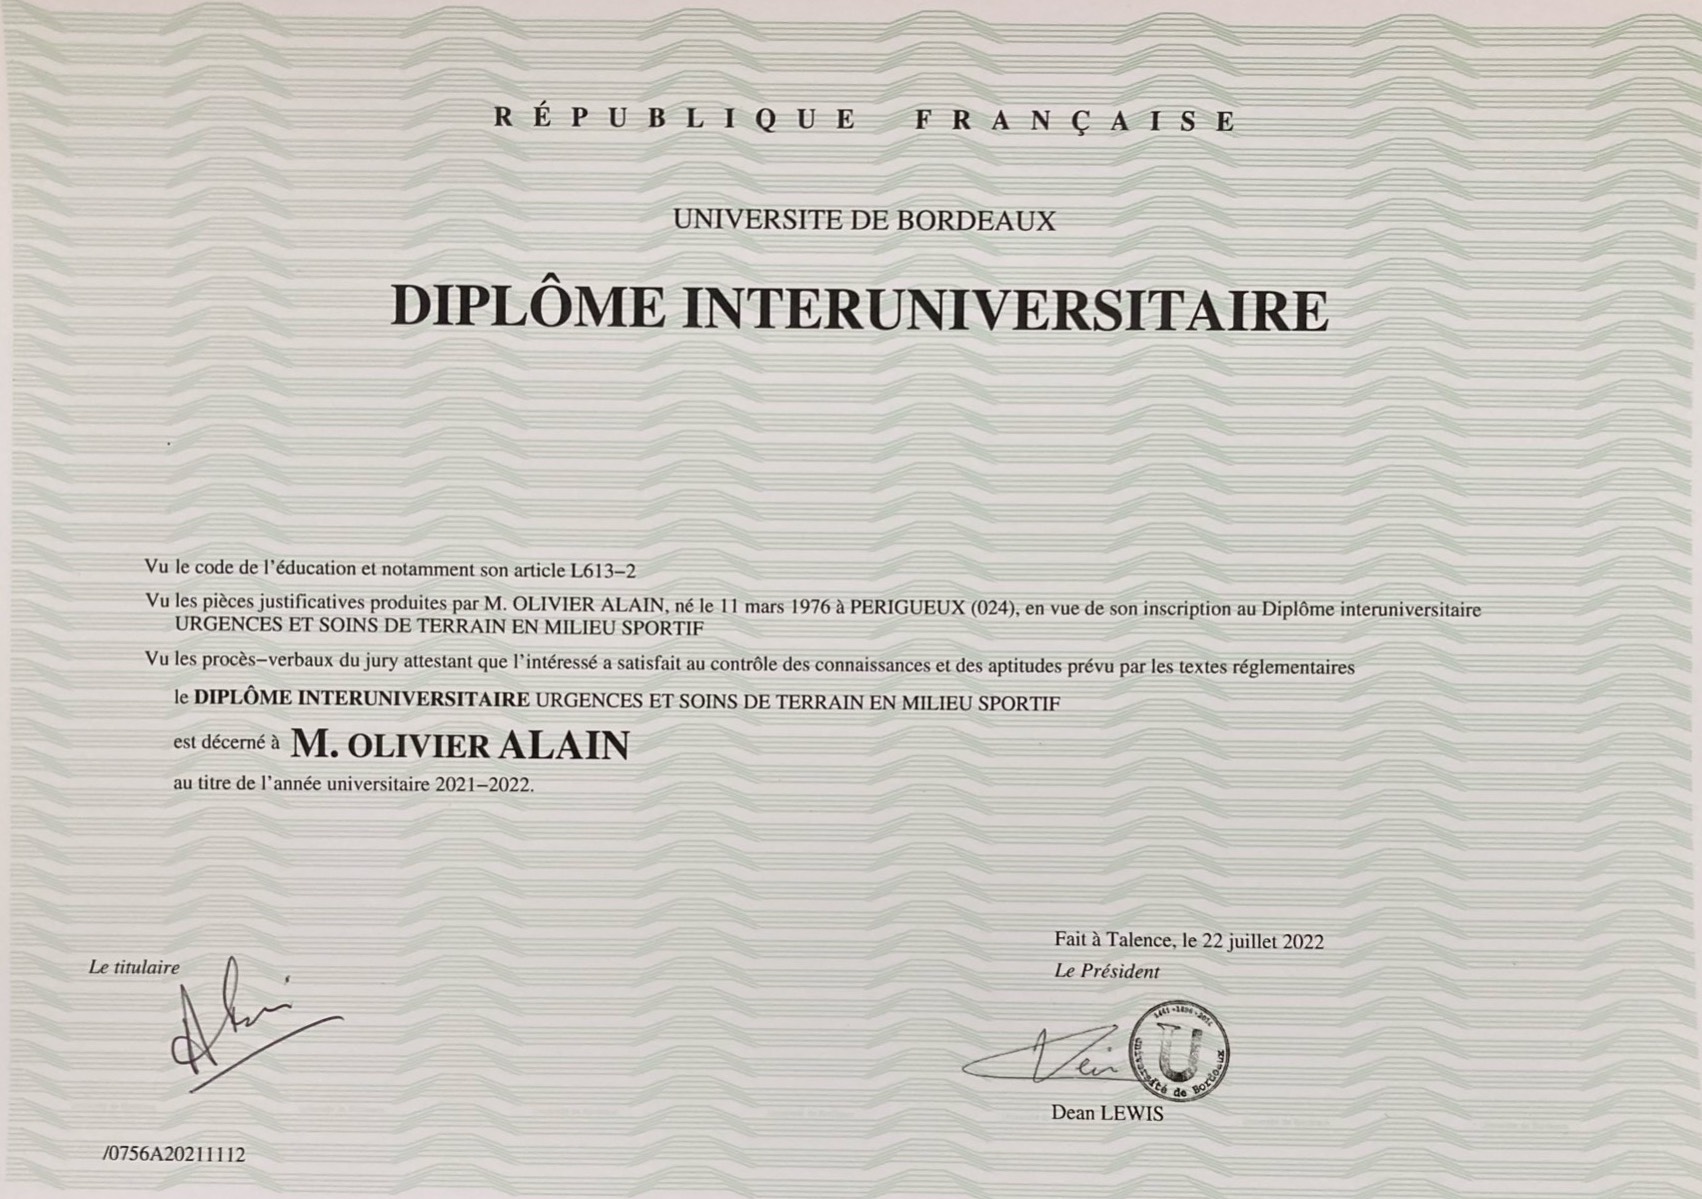 RÉPUBLIQUE FRANÇAISE
UNIVERSITE DE BORDEAUX
DIPLÔME INTERUNIVERSITAIRE
Vu le code de l'éducation et notamment son article L613-2
Vu les pièces justificatives produites par M. OLIVIER ALAIN, né le 11 mars 1976 à PERIGUEUX (024), en vue de son inscription au Diplôme interuniversitaire
URGENCES ET SOINS DE TERRAIN EN MILIEU SPORTIF
Vu les procès-verbaux du jury attestant que l'intéressé a satisfait au contrôle des connaissances et des aptitudes prévu par les textes réglementaires
le DIPLÔME INTERUNIVERSITAIRE URGENCES ET SOINS DE TERRAIN EN MILIEU SPORTIF
est décerné à M. OLIVIER ALAIN
au titre de l'année universitaire 2021-2022.
Fait à Talence, le 22 juillet 2022
Le titulaire
Le Président
1441-1896-2014
Université de Bordeaux
Dean LEWIS
/0756A20211112